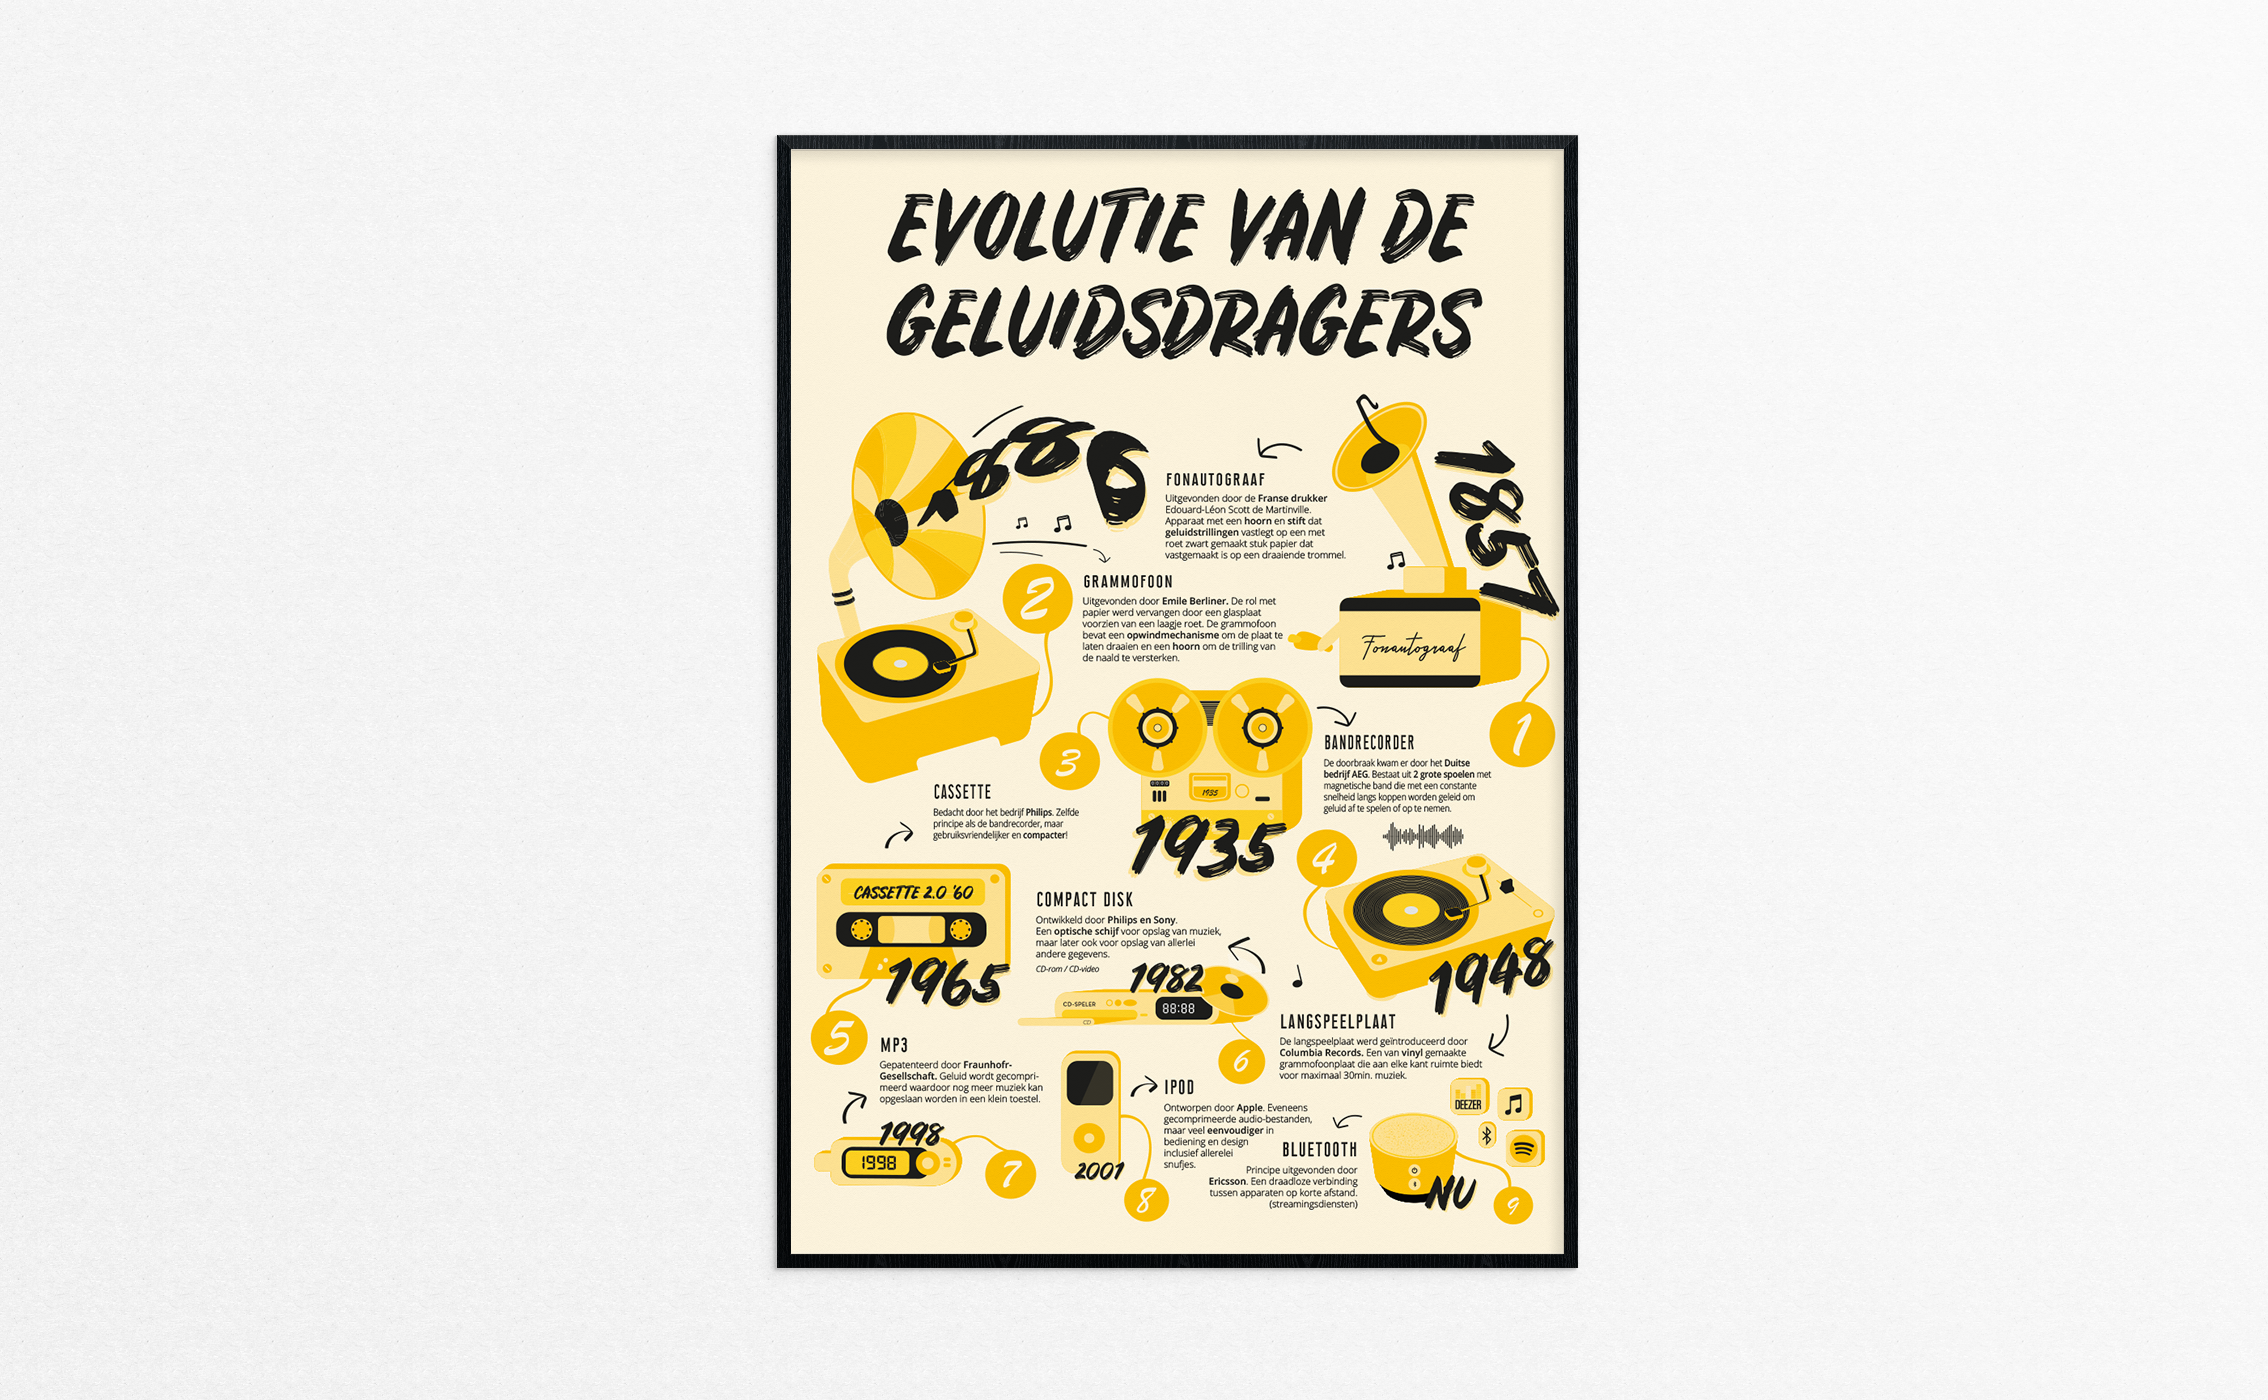 EVOLUTIE VAN DE
GELUIDSDRAGERS
1857
FONAUTOGRAAF
Uitgevonden door de Franse drukker
Edouard-Léon Scott de Martinville.
Apparaat met een hoorn en stift dat
geluidstrillingen vastlegt op een met
roet zwart gemaakt stuk papier dat
vastgemaakt is op een draaiende trommel.
Fonautograaf
1
1886
2
GRAMMOFOON
Uitgevonden door Emile Berliner. De rol met
papier werd vervangen door een glasplaat
voorzien van een laagje roet. De grammofoon
bevat een opwindmechanisme om de plaat te
laten draaien en een hoorn om de trilling van
de naald te versterken.
3
BANDRECORDER
De doorbraak kwam er door het Duitse
bedrijf AEG. Bestaat uit 2 grote spoelen met
magnetische band die met een constante
snelheid langs koppen worden geleid om
geluid af te spelen of op te nemen.
1935
1935
4
1948
LANGSPEELPLAAT
De langspeelplaat werd geïntroduceerd door
Columbia Records. Een van vinyl gemaakte
grammofoonplaat die aan elke kant ruimte biedt
voor maximaal 30min. muziek.
CASSETTE
Bedacht door het bedrijf Philips. Zelfde
principe als de bandrecorder, maar
gebruiksvriendelijker en compacter!
CASSETTE 2.0 '60
1965
5
COMPACT DISK
Ontwikkeld door Philips en Sony.
Een optische schijf voor opslag van muziek,
maar later ook voor opslag van allerlei
andere gegevens.
CD-rom / CD-video
1982
CD-SPELER
88:88
CD
6
MP3
Gepatenteerd door Fraunhofr-
Gesellschaft. Geluid wordt gecompri-
meerd waardoor nog meer muziek kan
opgeslaan worden in een klein toestel.
1998
1998
7
IPOD
Ontworpen door Apple. Eveneens
gecomprimeerde audio-bestanden,
maar veel eenvoudiger in
bediening en design
inclusief allerelei
snufjes.
2001
8
BLUETOOTH
Principe uitgevonden door
Ericsson. Een draadloze verbinding
tussen apparaten op korte afstand.
(streamingsdiensten)
DEEZER
NU
9